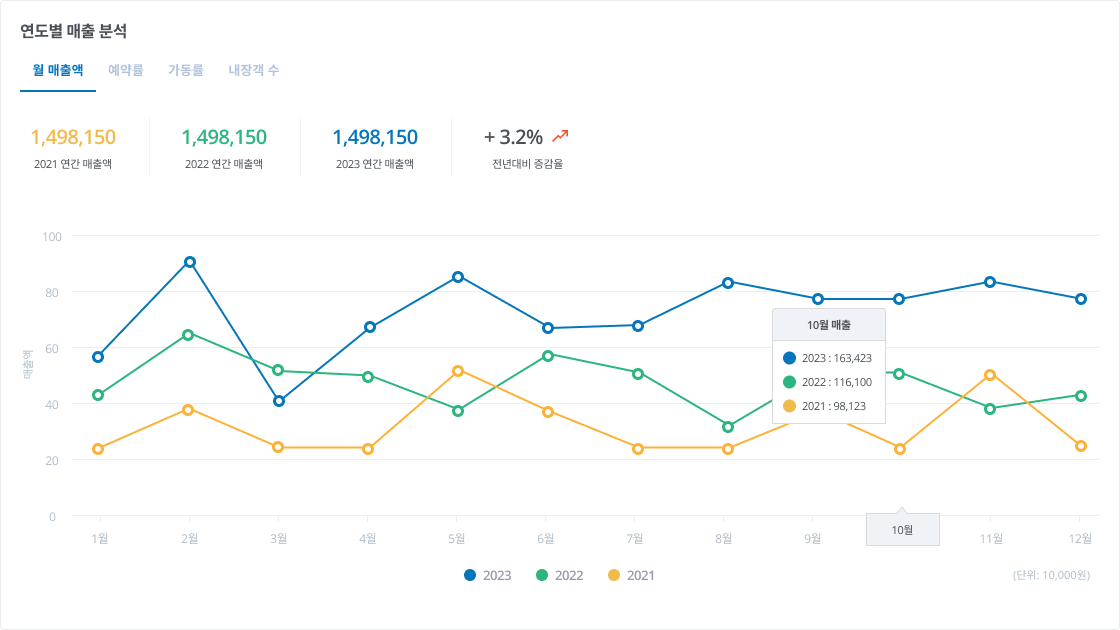 연도별 매출 분석
월 매출액 예약률 가동률 내장객 수
1,498,150 1,498,150 1,498,150 + 3.2%
2021 연간 매출액 2022 연간 매출액 2023 연간 매출액 전년대비 증감율
100
80
60
40
20
0
매출액
10월 매출
2023 : 163,423
2022 : 116,100
2021 : 98,123
1월 2월 3월 4월 5월 6월 7월 8월 9월 10월 11월 12월
2023 2022 2021
(단위: 10,000원)